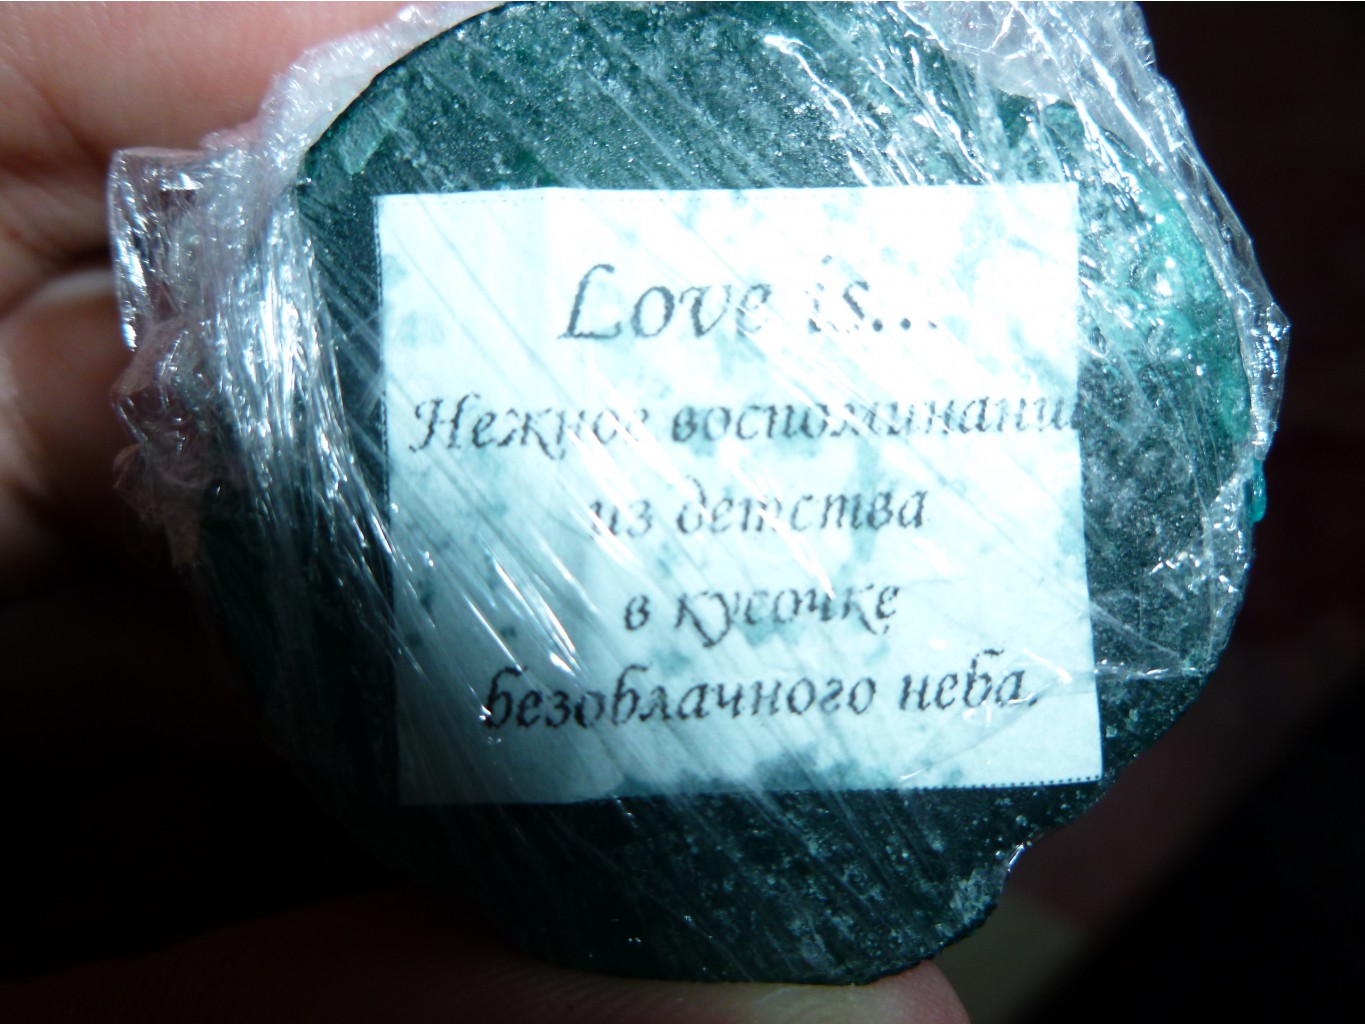 Love is...
Нежное воспоминание
из детства
в кусочке
безоблачного неба.